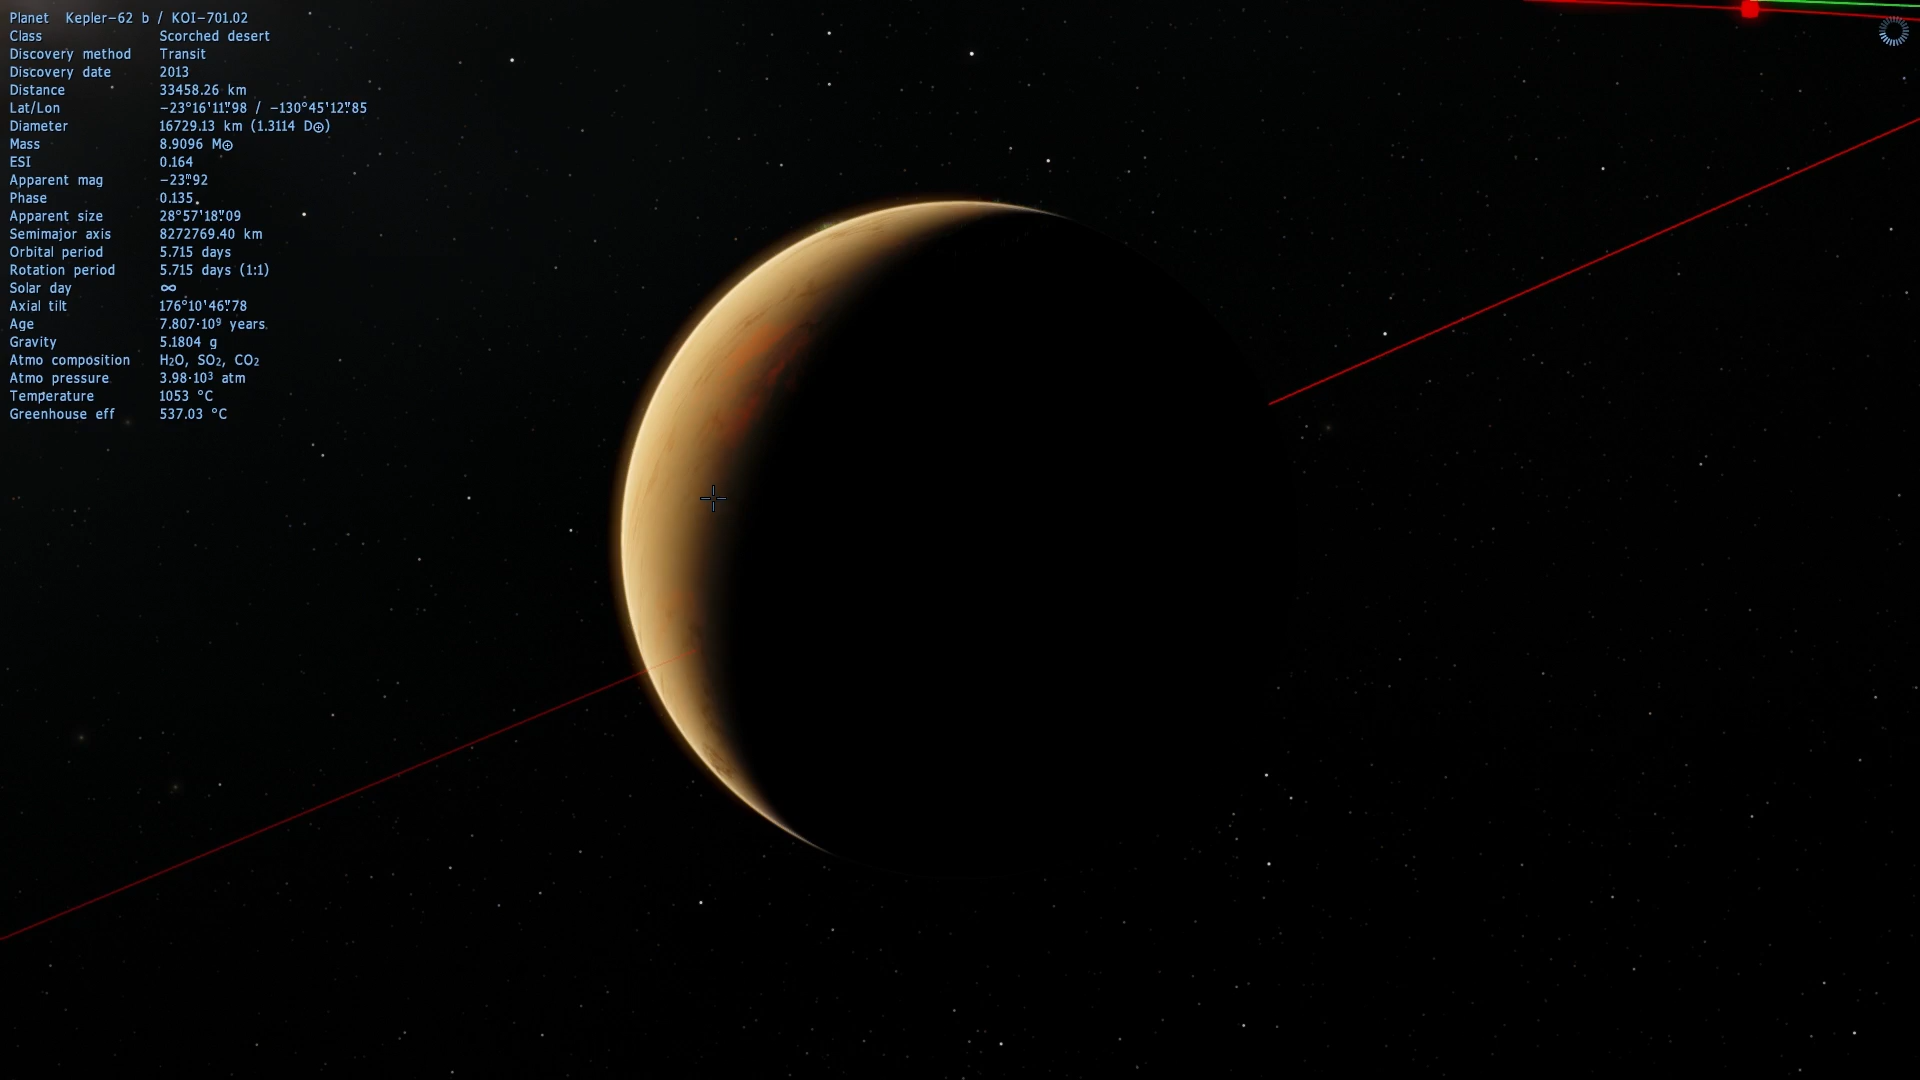 Planet Kepler-62 b / KOI-701.02
Class Scorched desert
Discovery method Transit
Discovery date 2013
Distance 33458.26 km
Lat/Lon -23°16'11"98 / -130°45'12"85
Diameter 16729.13 km (1.3114 D⊕)
Mass 8.9096 M⊕
ESI 0.164
Apparent mag -23ᵐ92
Phase 0.135
Apparent size 28°57'18"09
Semimajor axis 8272769.40 km
Orbital period 5.715 days
Rotation period 5.715 days (1:1)
Solar day ∞
Axial tilt 176°10'46"78
Age 7.807·10⁹ years
Gravity 5.1804 g
Atmo composition H₂O, SO₂, CO₂
Atmo pressure 3.98·10³ atm
Temperature 1053 °C
Greenhouse eff 537.03 °C